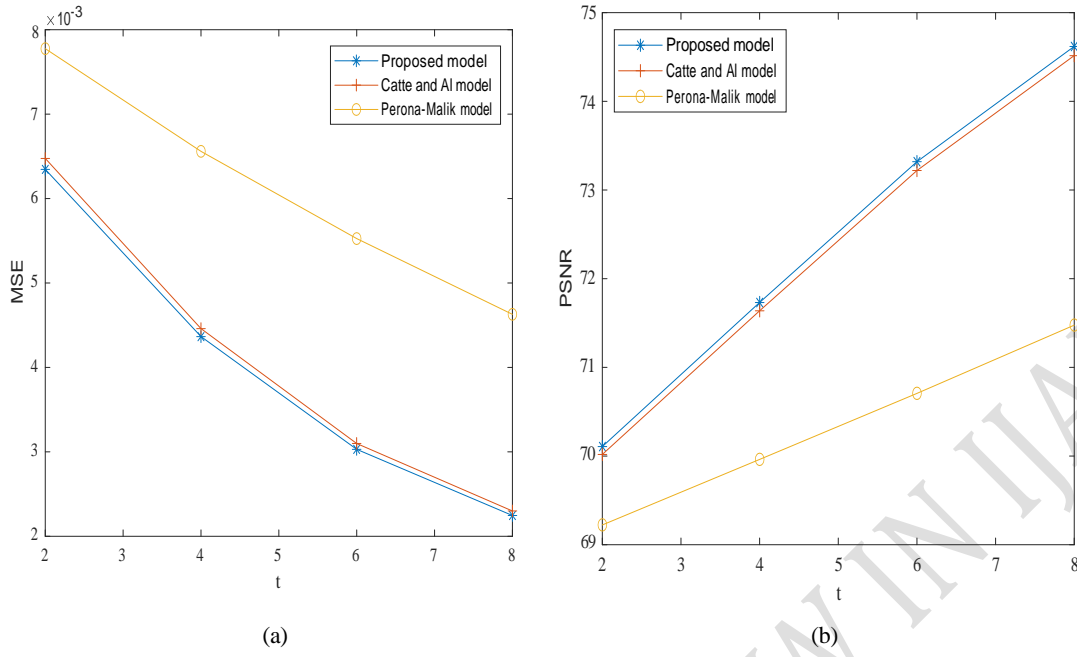 ×10⁻³
8
7
6
5
4
3
2
MSE
2 3 4 5 6 7 8
t
Proposed model
Catte and Al model
Perona-Malik model
(a)
75
74
73
72
71
70
69
PSNR
2 3 4 5 6 7 8
t
Proposed model
Catte and Al model
Perona-Malik model
(b)
W IN IJA